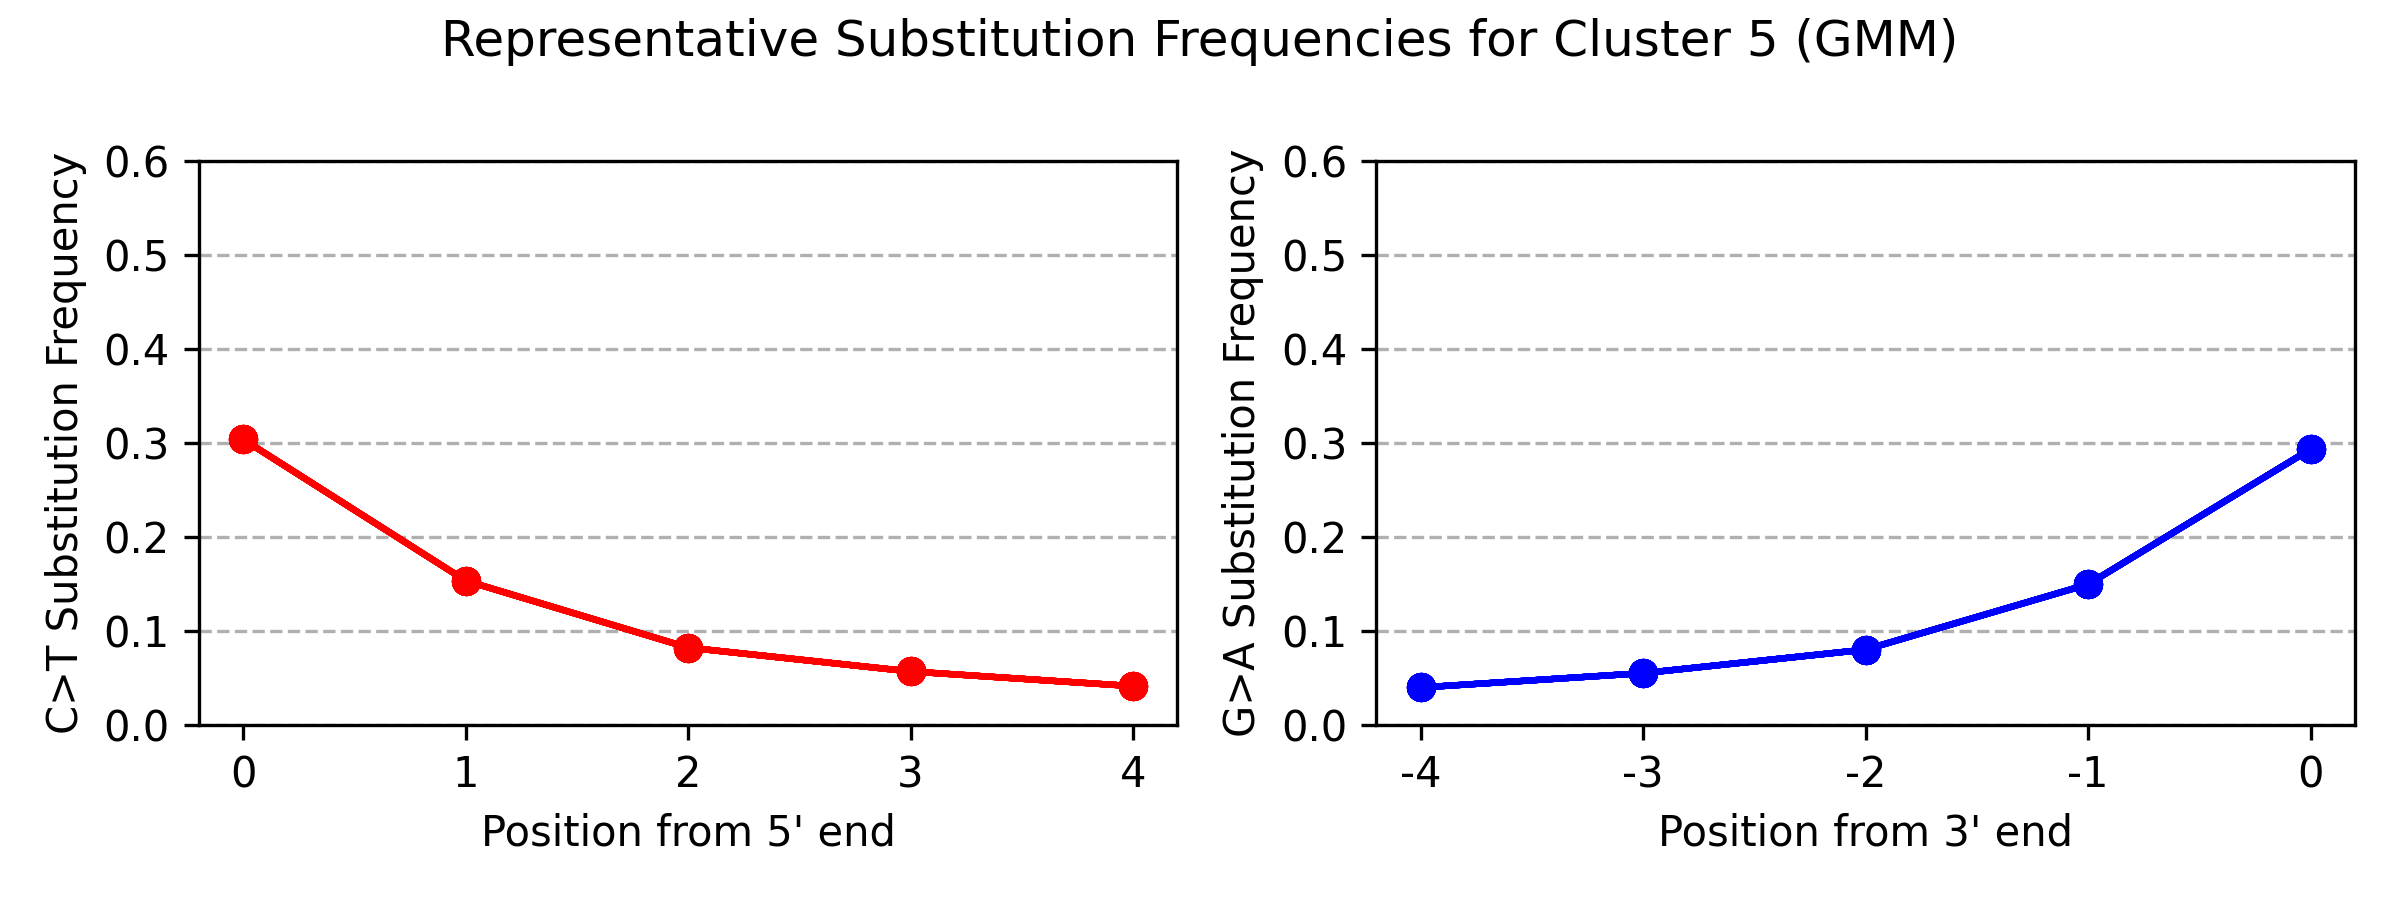 Representative Substitution Frequencies for Cluster 5 (GMM)
C>T Substitution Frequency
0.6
0.5
0.4
0.3
0.2
0.1
0.0
0 1 2 3 4
Position from 5' end
G>A Substitution Frequency
0.6
0.5
0.4
0.3
0.2
0.1
0.0
-4 -3 -2 -1 0
Position from 3' end